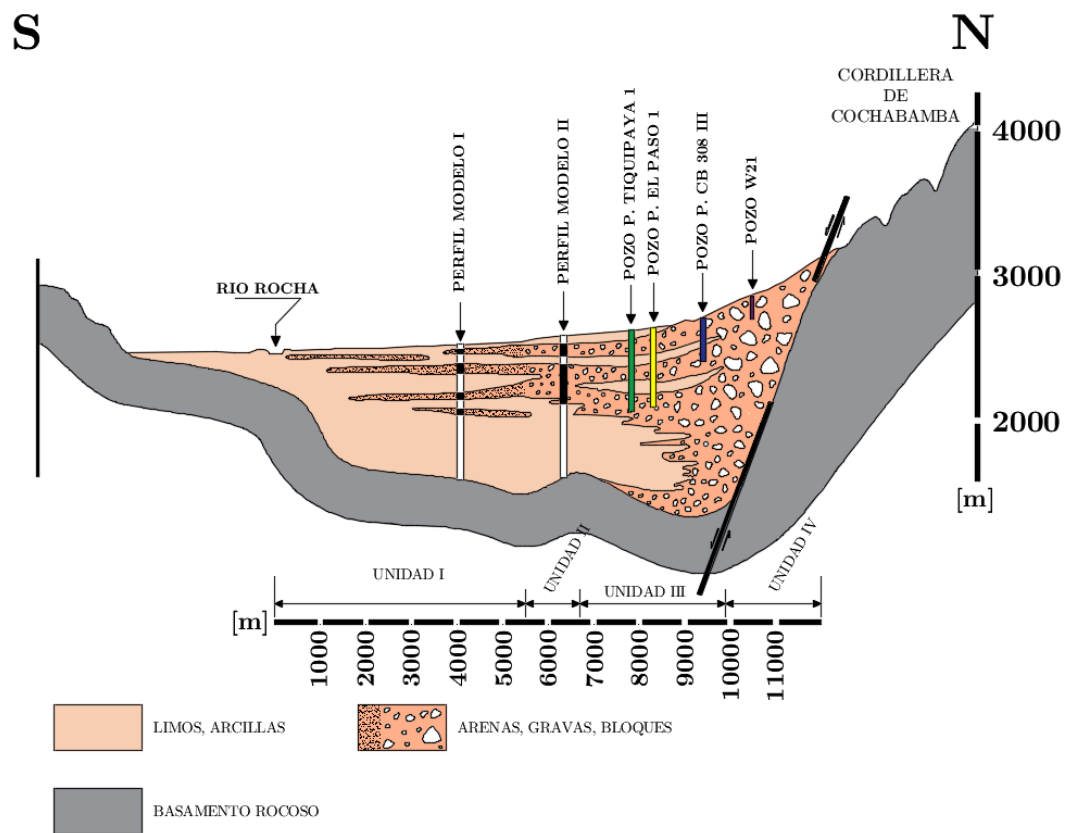 S
N
CORDILLERA
DE
COCHABAMBA
4000
3000
2000
[m]
RIO ROCHA
PERFIL MODELO I
PERFIL MODELO II
POZO P. TIQUIPAYA 1
POZO P. EL PASO 1
POZO P. CB 308 III
POZO W21
UNIDAD I
UNIDAD II
UNIDAD III
UNIDAD IV
[m]
1000
2000
3000
4000
5000
6000
7000
8000
9000
10000
11000
LIMOS, ARCILLAS
ARENAS, GRAVAS, BLOQUES
BASAMENTO ROCOSO